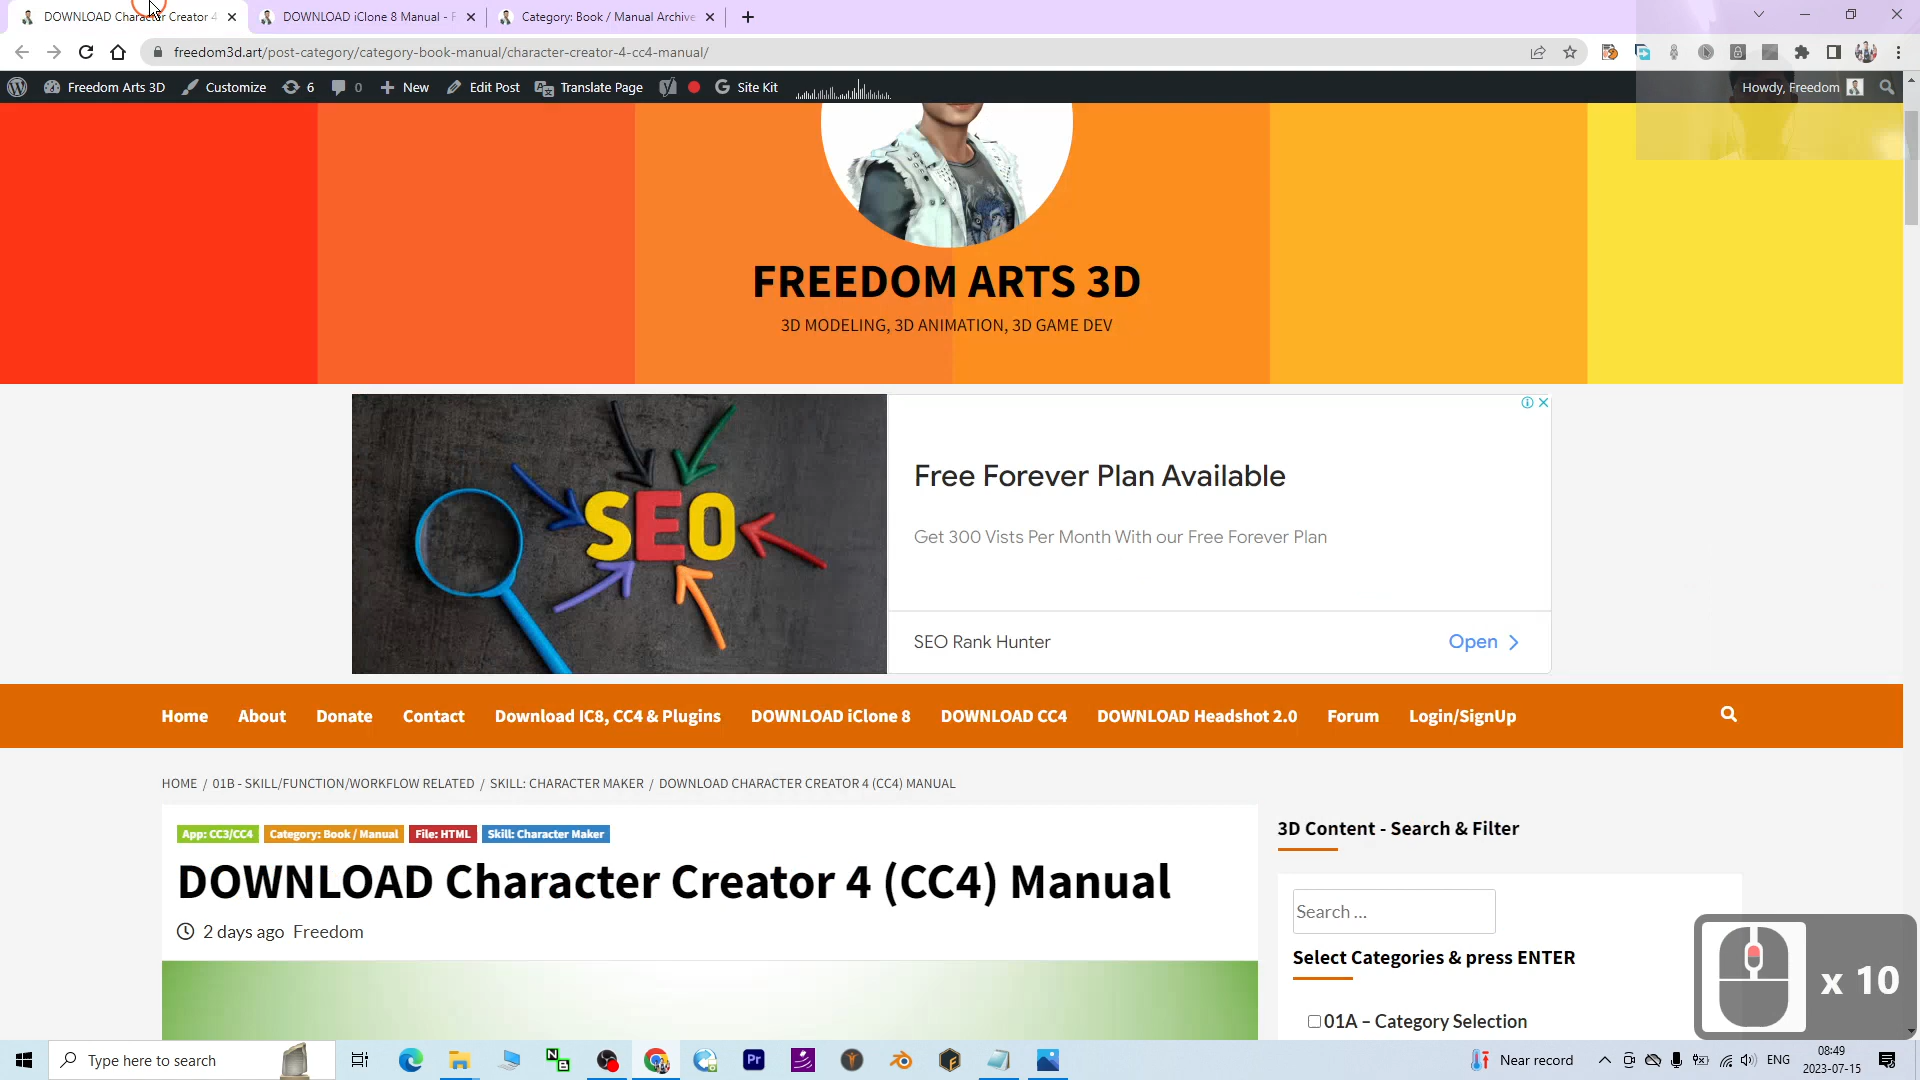 DOWNLOAD Character Creator 4
DOWNLOAD iClone 8 Manual - F
Category: Book / Manual Archive
freedom3d.art/post-category/category-book-manual/character-creator-4-cc4-manual/
Freedom Arts 3D
Customize
6
0
New
Edit Post
Translate Page
Site Kit
Howdy, Freedom
FREEDOM ARTS 3D
3D MODELING, 3D ANIMATION, 3D GAME DEV
SEO
Free Forever Plan Available
Get 300 Vists Per Month With our Free Forever Plan
SEO Rank Hunter
Open
Home
About
Donate
Contact
Download IC8, CC4 & Plugins
DOWNLOAD iClone 8
DOWNLOAD CC4
DOWNLOAD Headshot 2.0
Forum
Login/SignUp
HOME / 01B - SKILL/FUNCTION/WORKFLOW RELATED / SKILL: CHARACTER MAKER / DOWNLOAD CHARACTER CREATOR 4 (CC4) MANUAL
App: CC3/CC4
Category: Book / Manual
File: HTML
Skill: Character Maker
DOWNLOAD Character Creator 4 (CC4) Manual
2 days ago Freedom
3D Content - Search & Filter
Search ...
Select Categories & press ENTER
01A – Category Selection
x 10
Type here to search
Pr
Near record
ENG
08:49
2023-07-15